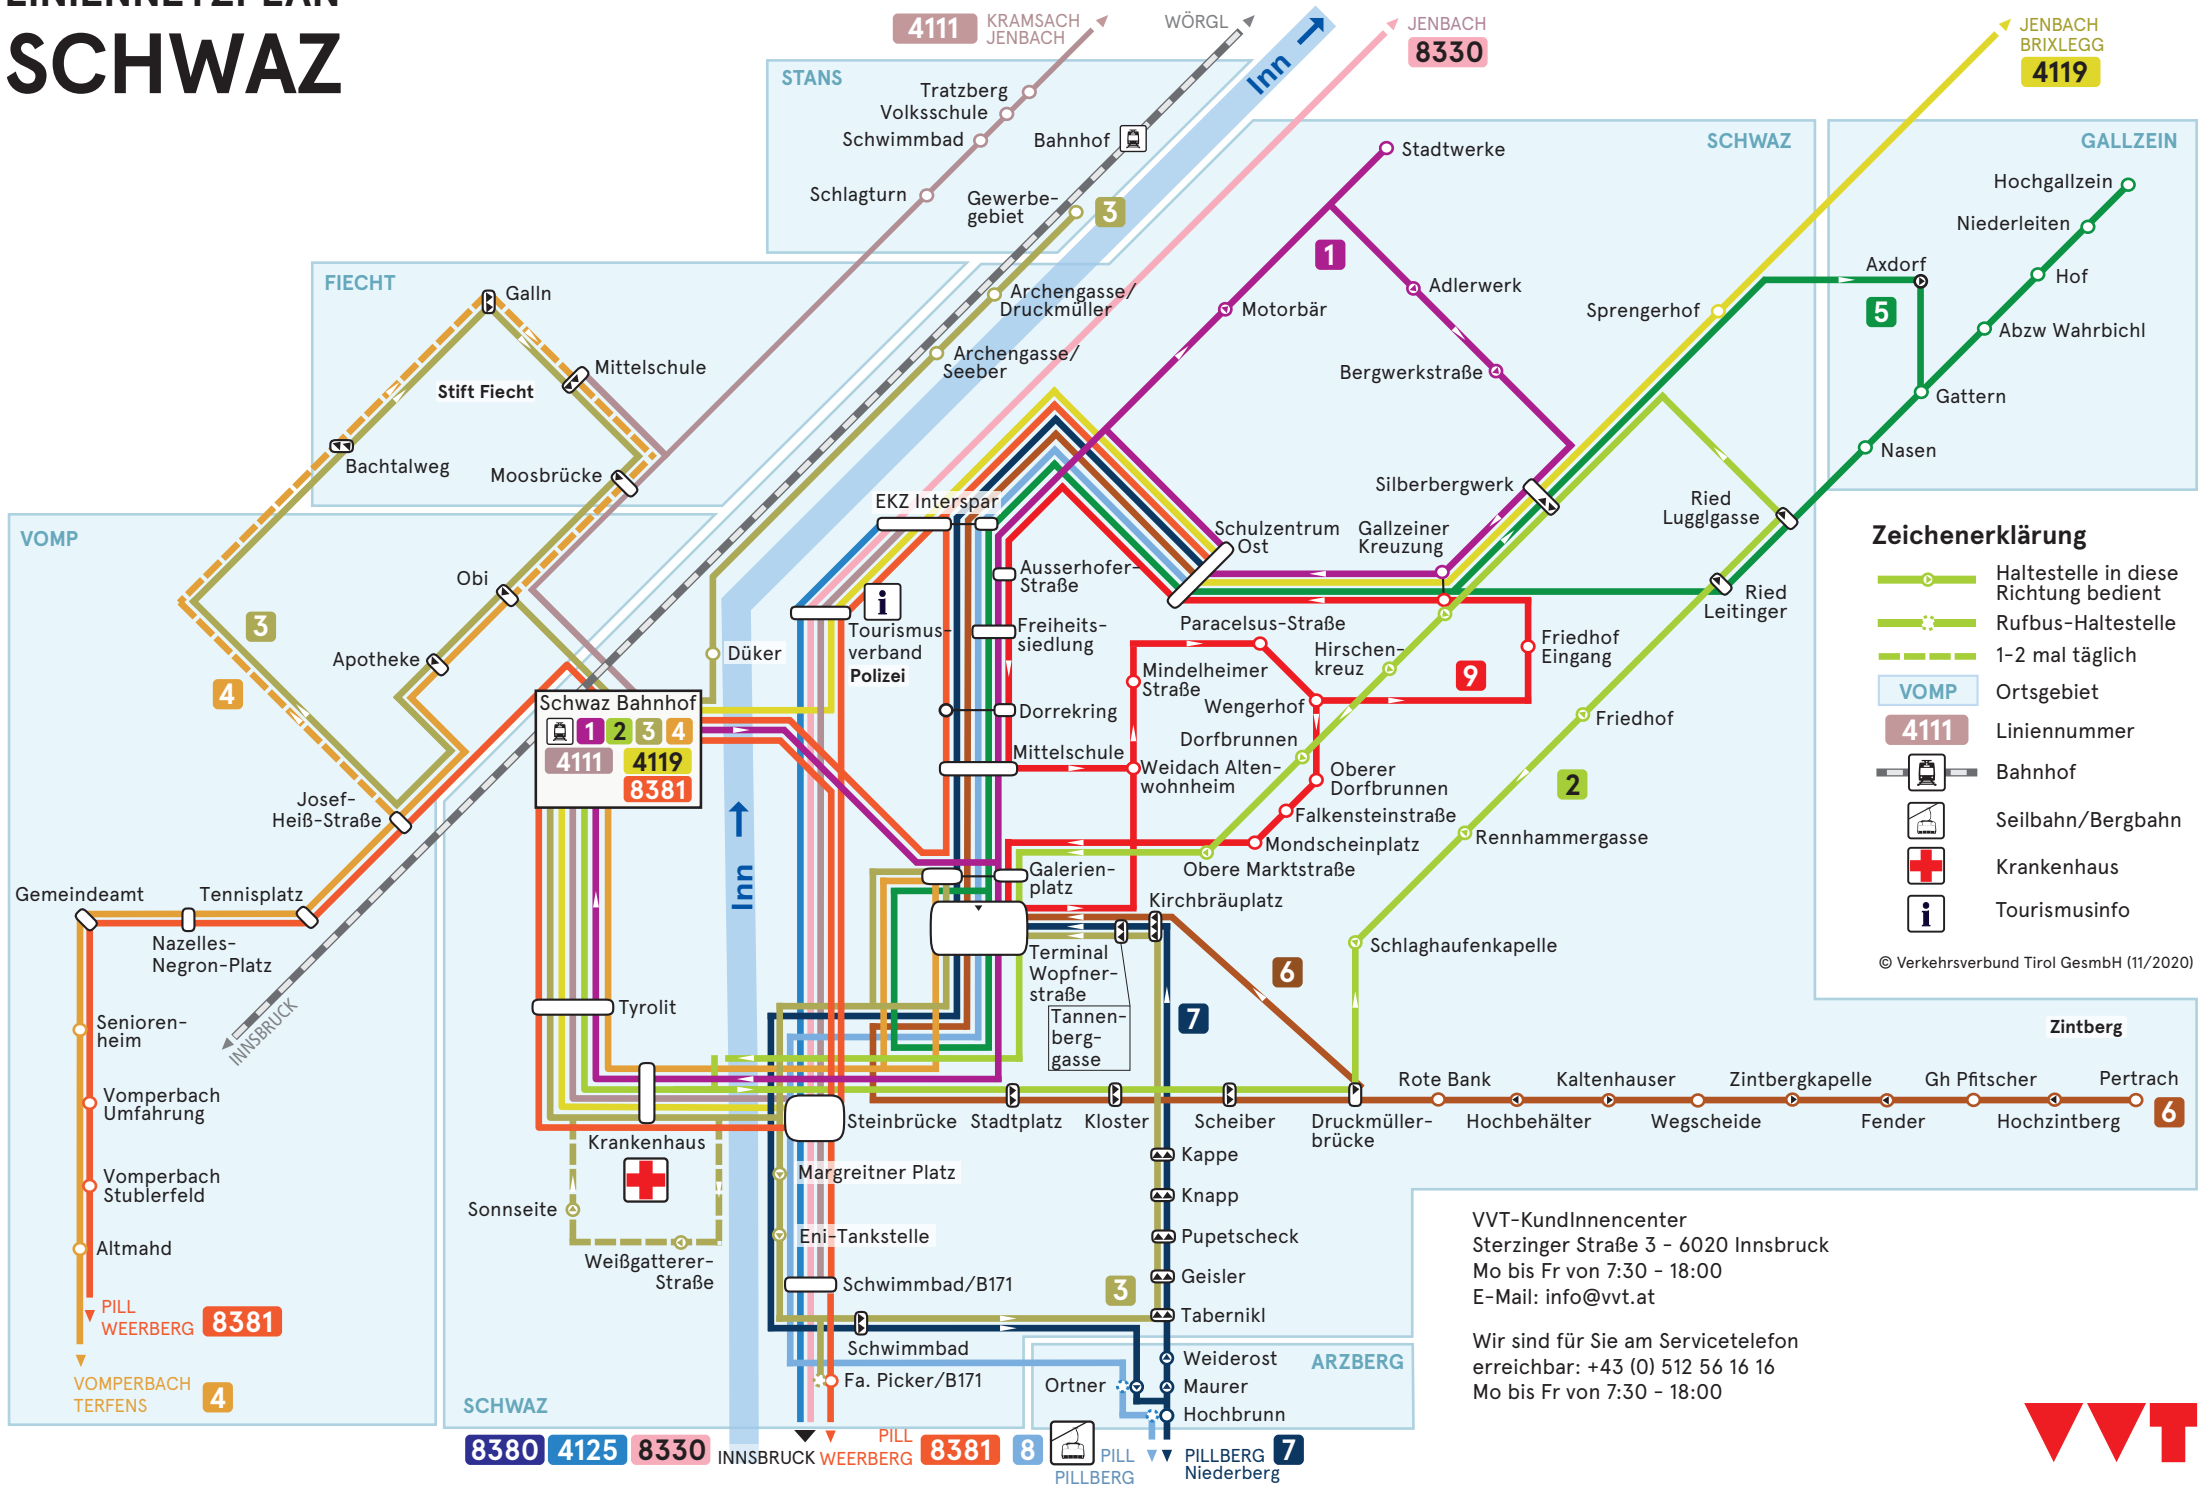 LINIENNETZPLAN
SCHWAZ
4111
KRAMSACH
JENBACH
WÖRGL
Inn
JENBACH
8330
JENBACH
BRIXLEGG
4119
STANS
Tratzberg
Volksschule
Schwimmbad
Bahnhof
Schlagturn
Gewerbe-
gebiet
3
Archengasse/
Druckmüller
Archengasse/
Seeber
FIECHT
Galln
Mittelschule
Stift Fiecht
Bachtalweg
Moosbrücke
SCHWAZ
Stadtwerke
1
Motorbär
Adlerwerk
Bergwerkstraße
Sprengerhof
Silberbergwerk
GALLZEIN
Hochgallzein
Niederleiten
Hof
Axdorf
5
Abzw Wahrbichl
Gattern
Nasen
Ried
Lugglgasse
Ried
Leitinger
VOMP
Obi
3
Apotheke
4
Josef-
Heiß-Straße
Gemeindeamt
Tennisplatz
Nazelles-
Negron-Platz
INNSBRUCK
Senioren-
heim
Vomperbach
Umfahrung
Vomperbach
Stublerfeld
Altmahd
PILL
WEERBERG
8381
VOMPERBACH
TERFENS
4
EKZ Interspar
Schulzentrum
Ost
Gallzeiner
Kreuzung
Ausserhofer-
Straße
i
Tourismus-
verband
Polizei
Freiheits-
siedlung
Düker
Paracelsus-Straße
Hirschen-
kreuz
Friedhof
Eingang
Mindelheimer
Straße
9
Wengerhof
Schwaz Bahnhof
1
2
3
4
4111
4119
8381
Dorrekring
Mittelschule
Weidach Alten-
wohnheim
Dorfbrunnen
Oberer
Dorfbrunnen
Falkensteinstraße
Mondscheinplatz
Obere Marktstraße
Friedhof
2
Rennhammergasse
Inn
Galerien-
platz
Kirchbräuplatz
Terminal
Wopfner-
straße
Tannen-
berg-
gasse
Schlaghaufenkapelle
6
7
Tyrolit
Krankenhaus
Steinbrücke
Stadtplatz
Kloster
Scheiber
Druckmüller-
brücke
Rote Bank
Hochbehälter
Kaltenhauser
Wegscheide
Zintbergkapelle
Fender
Gh Pfitscher
Hochzintberg
Pertrach
6
Zintberg
Margreitner Platz
Kappe
Knapp
Sonnseite
Eni-Tankstelle
Pupetscheck
Weißgatterer-
Straße
Schwimmbad/B171
3
Geisler
Tabernikl
Schwimmbad
Weiderost
ARZBERG
Fa. Picker/B171
Ortner
Maurer
Hochbrunn
SCHWAZ
8380
4125
8330
INNSBRUCK
PILL
WEERBERG
8381
8
PILL
PILLBERG
PILLBERG
Niederberg
7
Zeichenerklärung
Haltestelle in diese
Richtung bedient
Rufbus-Haltestelle
1-2 mal täglich
VOMP
Ortsgebiet
4111
Liniennummer
Bahnhof
Seilbahn/Bergbahn
Krankenhaus
i
Tourismusinfo
© Verkehrsverbund Tirol GesmbH (11/2020)
VVT-KundInnencenter
Sterzinger Straße 3 - 6020 Innsbruck
Mo bis Fr von 7:30 - 18:00
E-Mail: info@vvt.at
Wir sind für Sie am Servicetelefon
erreichbar: +43 (0) 512 56 16 16
Mo bis Fr von 7:30 - 18:00
VVT